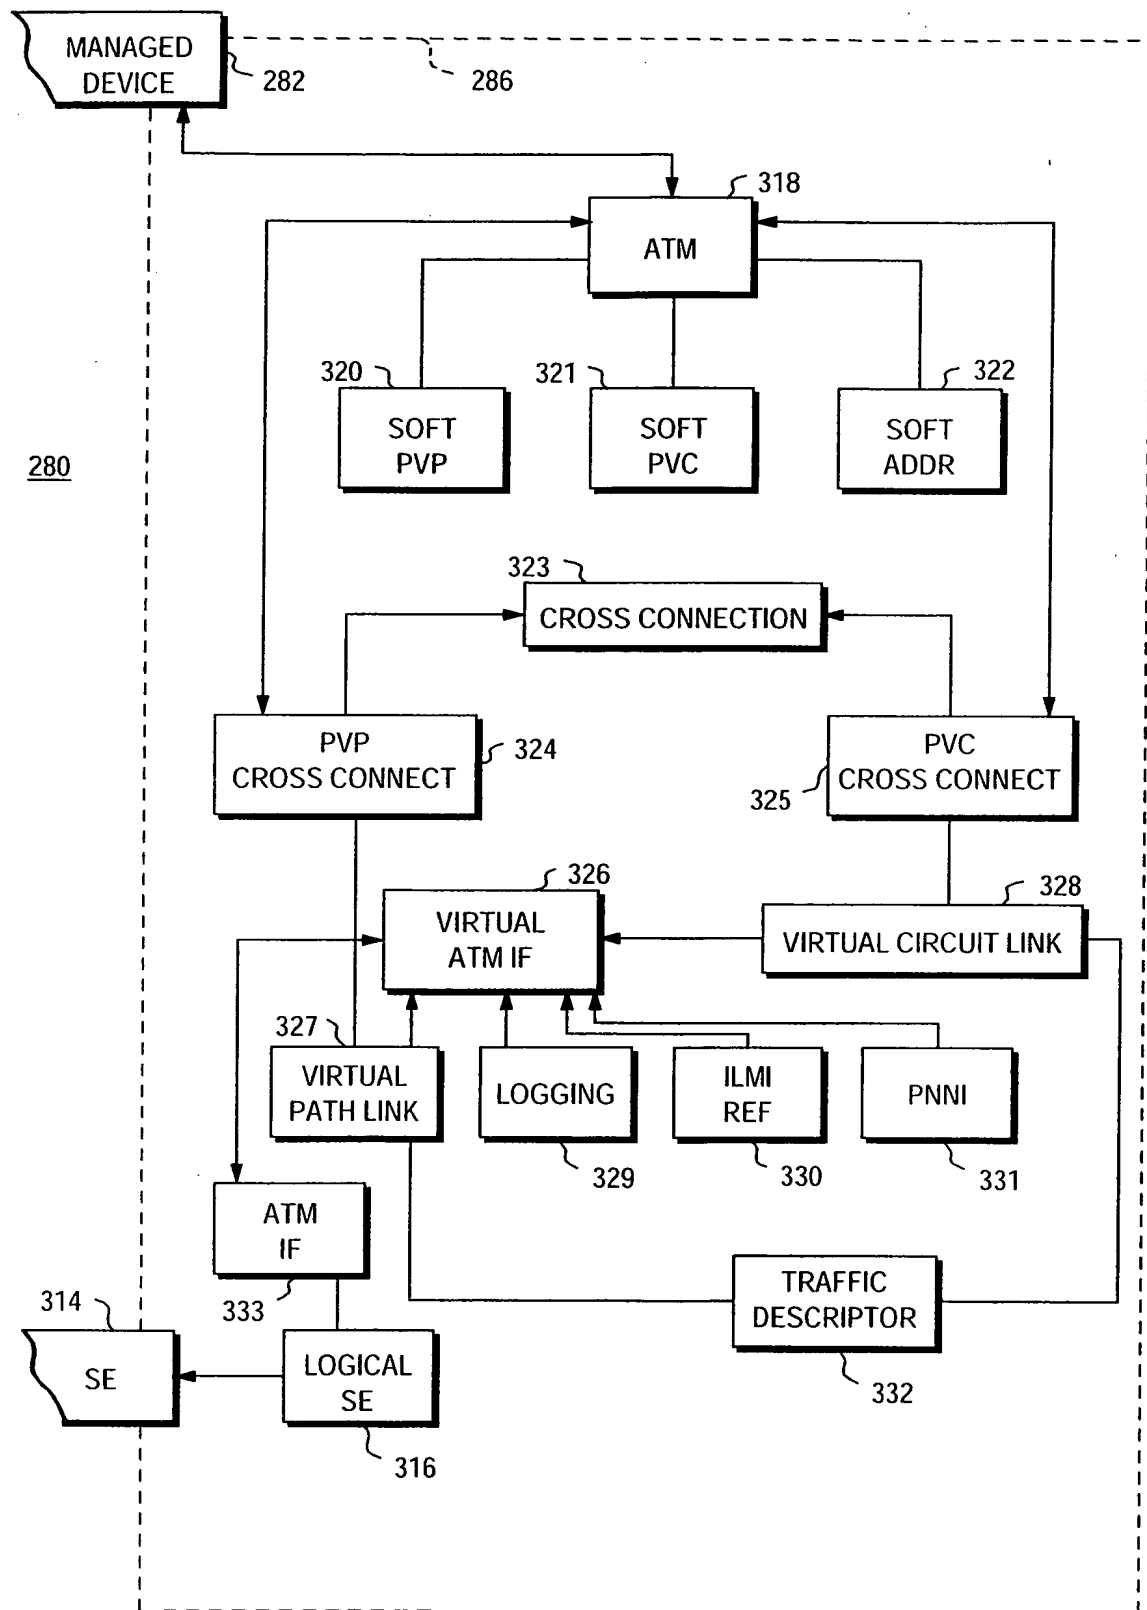 MANAGED
DEVICE
282
286
318
ATM
320
321
322
SOFT
PVP
SOFT
PVC
SOFT
ADDR
280
323
CROSS CONNECTION
PVP
CROSS CONNECT
324
PVC
CROSS CONNECT
325
326
VIRTUAL
ATM IF
328
VIRTUAL CIRCUIT LINK
327
VIRTUAL
PATH LINK
LOGGING
329
ILMI
REF
330
PNNI
331
ATM
IF
333
TRAFFIC
DESCRIPTOR
332
314
SE
LOGICAL
SE
316